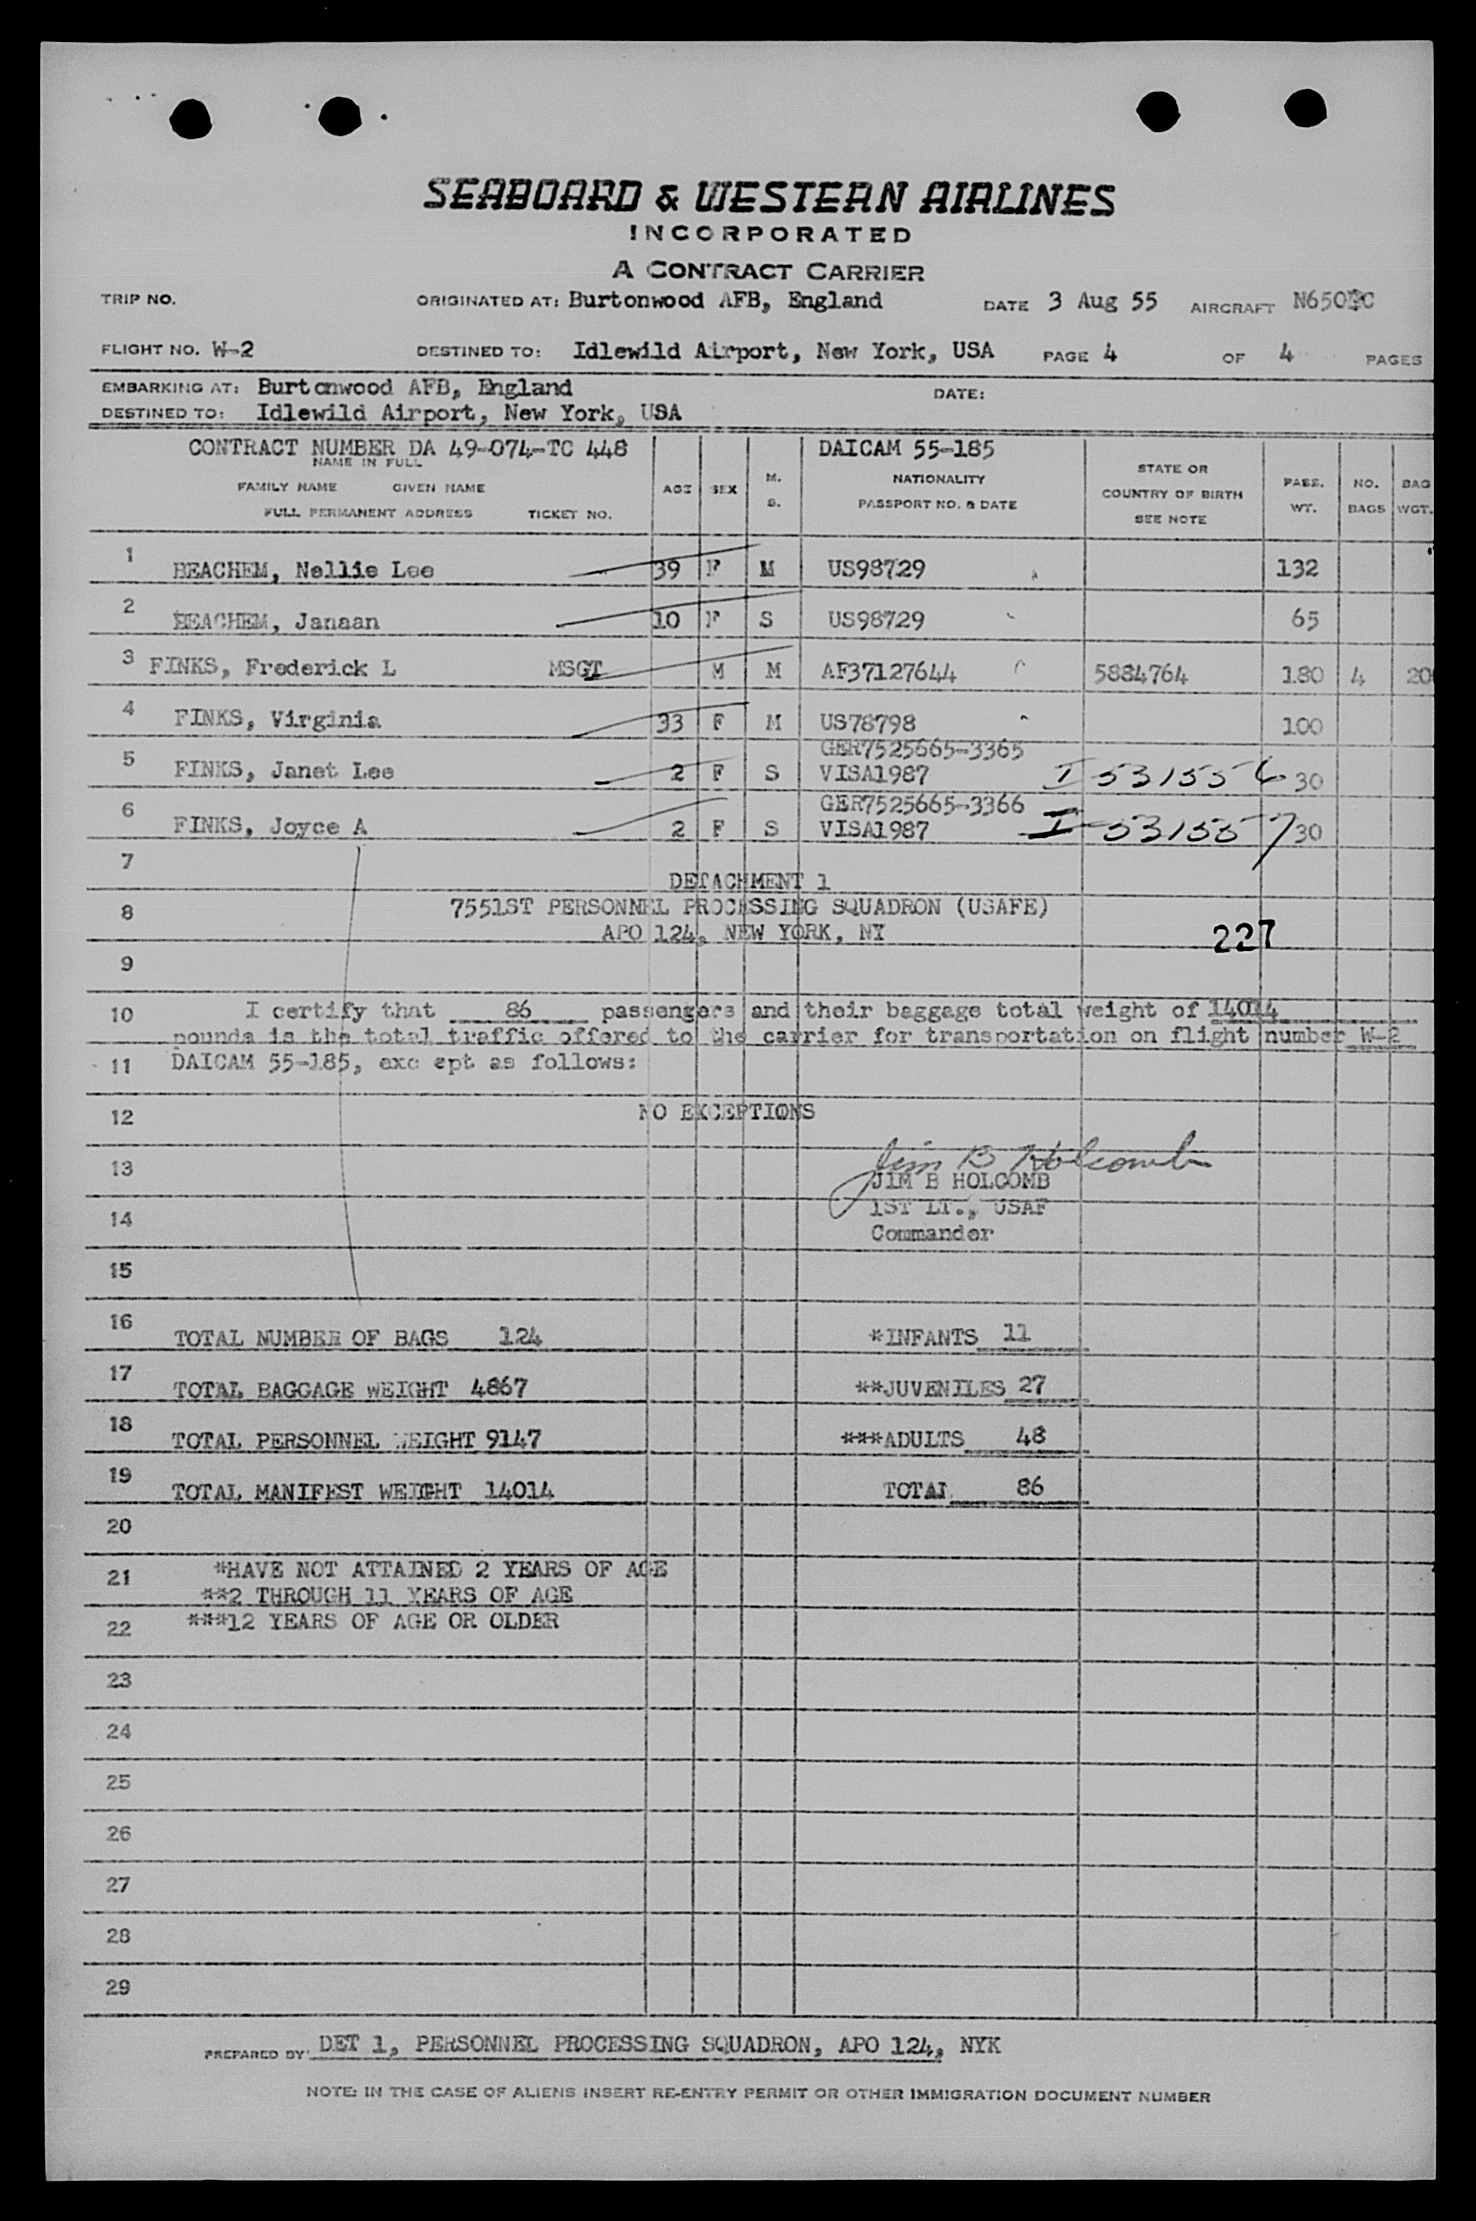 SEABOARD & WESTERN AIRLINES
INCORPORATED
A CONTRACT CARRIER
TRIP NO. ORIGINATED AT: Burtonwood AFB, England DATE 3 Aug 55 AIRCRAFT
FLIGHT NO. W-2 DESTINED TO: Idlewild Airport, New York, USA PAGE 4 OF 4 PAGES
EMBARKING AT: Burtonwood AFB, England DATE:
DESTINED TO: Idlewild Airport, New York, USA
CONTRACT NUMBER DA 49-074-TC 448 DAICAM 55-185
NAME IN FULL
FAMILY NAME GIVEN NAME AGE SEX M. S. NATIONALITY STATE OR COUNTRY OF BIRTH PASS. WT. NO. BAGS BAG WGT.
FULL PERMANENT ADDRESS TICKET NO. PASSPORT NO. & DATE SEE NOTE
1 BEACHEM, Nellie Lee 39 F M US98729 132
2 BEACHEM, Janaan 10 F S US98729 65
3 FINKS, Frederick L MSGT M M AF37127644 5884764 180 4 200
4 FINKS, Virginia 33 F M US78798 100
GER7525665-3365
5 FINKS, Janet Lee 2 F S VISA1987 I-531556 30
GER7525665-3366
6 FINKS, Joyce A 2 F S VISA1987 I-531557 30
7
DETACHMENT 1
8 7551ST PERSONNEL PROCESSING SQUADRON (USAFE)
APO 124, NEW YORK, NY 227
9
10 I certify that 86 passengers and their baggage total weight of 14014
pounds is the total traffic offered to the carrier for transportation on flight number W-2
11 DAICAM 55-185, exc ept as follows:
12 NO EXCEPTIONS
Jim B Holcomb
13 JIM B HOLCOMB
14 1ST LT., USAF
Commander
15
16 TOTAL NUMBER OF BAGS 124 *INFANTS 11
17 TOTAL BAGGAGE WEIGHT 4867 **JUVENILES 27
18 TOTAL PERSONNEL WEIGHT 9147 ***ADULTS 48
19 TOTAL MANIFEST WEIGHT 14014 TOTAL 86
20
21 *HAVE NOT ATTAINED 2 YEARS OF AGE
**2 THROUGH 11 YEARS OF AGE
22 ***12 YEARS OF AGE OR OLDER
23
24
25
26
27
28
29
PREPARED BY: DET 1, PERSONNEL PROCESSING SQUADRON, APO 124, NYK
NOTE: IN THE CASE OF ALIENS INSERT RE-ENTRY PERMIT OR OTHER IMMIGRATION DOCUMENT NUMBER